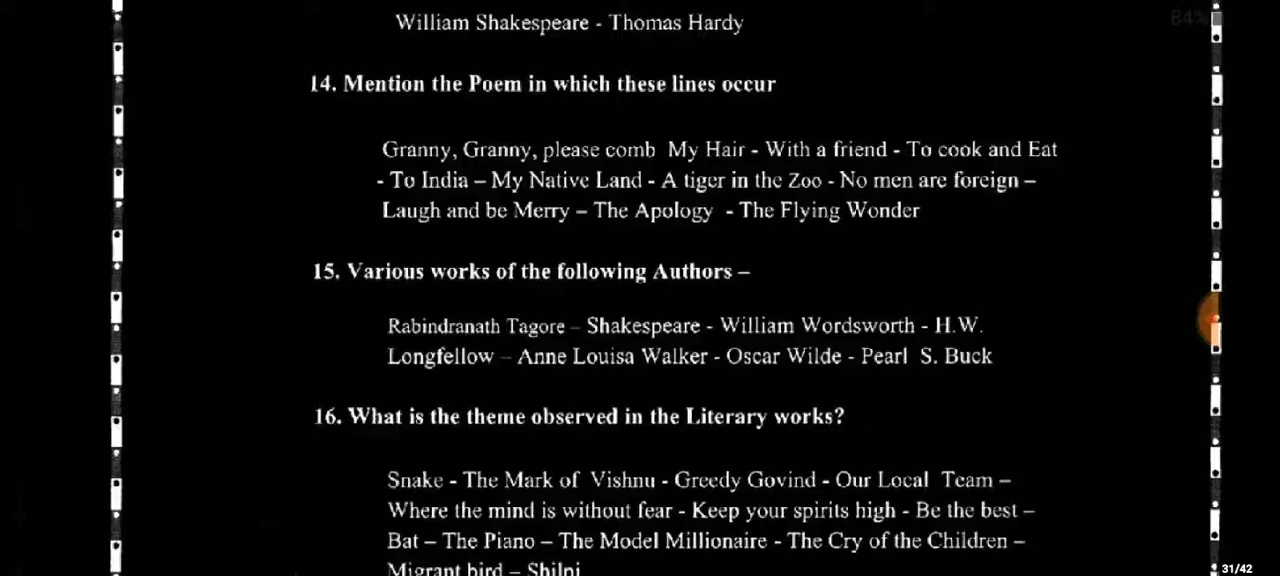 William Shakespeare - Thomas Hardy
84%
14. Mention the Poem in which these lines occur
Granny, Granny, please comb My Hair - With a friend - To cook and Eat
- To India – My Native Land - A tiger in the Zoo - No men are foreign –
Laugh and be Merry – The Apology - The Flying Wonder
15. Various works of the following Authors –
Rabindranath Tagore – Shakespeare - William Wordsworth - H.W.
Longfellow – Anne Louisa Walker - Oscar Wilde - Pearl S. Buck
16. What is the theme observed in the Literary works?
Snake - The Mark of Vishnu - Greedy Govind - Our Local Team –
Where the mind is without fear - Keep your spirits high - Be the best –
Bat – The Piano – The Model Millionaire - The Cry of the Children –
Migrant bird – Shilpi
31/42